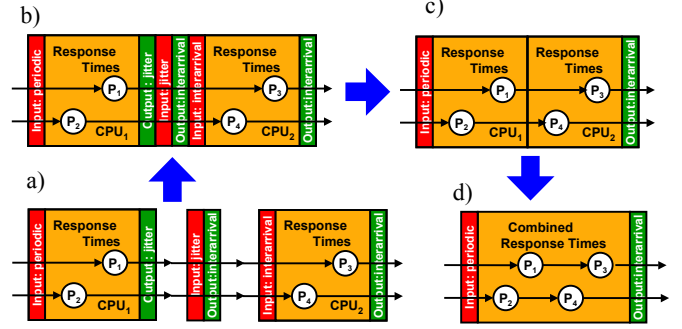 b)
Input: periodic
Response
Times
P1
P2
CPU1
Output : jitter
Input: jitter
Output:interarrival
Input: interarrival
Response
Times
P3
P4
CPU2
Output:interarrival
c)
Input: periodic
Response
Times
P1
P2
CPU1
Response
Times
P3
P4
CPU2
Output:interarrival
a)
Input: periodic
Response
Times
P1
P2
CPU1
Output : jitter
Input: jitter
Output:interarrival
Input: interarrival
Response
Times
P3
P4
CPU2
Output:interarrival
d)
Input: periodic
Combined
Response Times
P1
P3
P2
P4
Output:interarrival